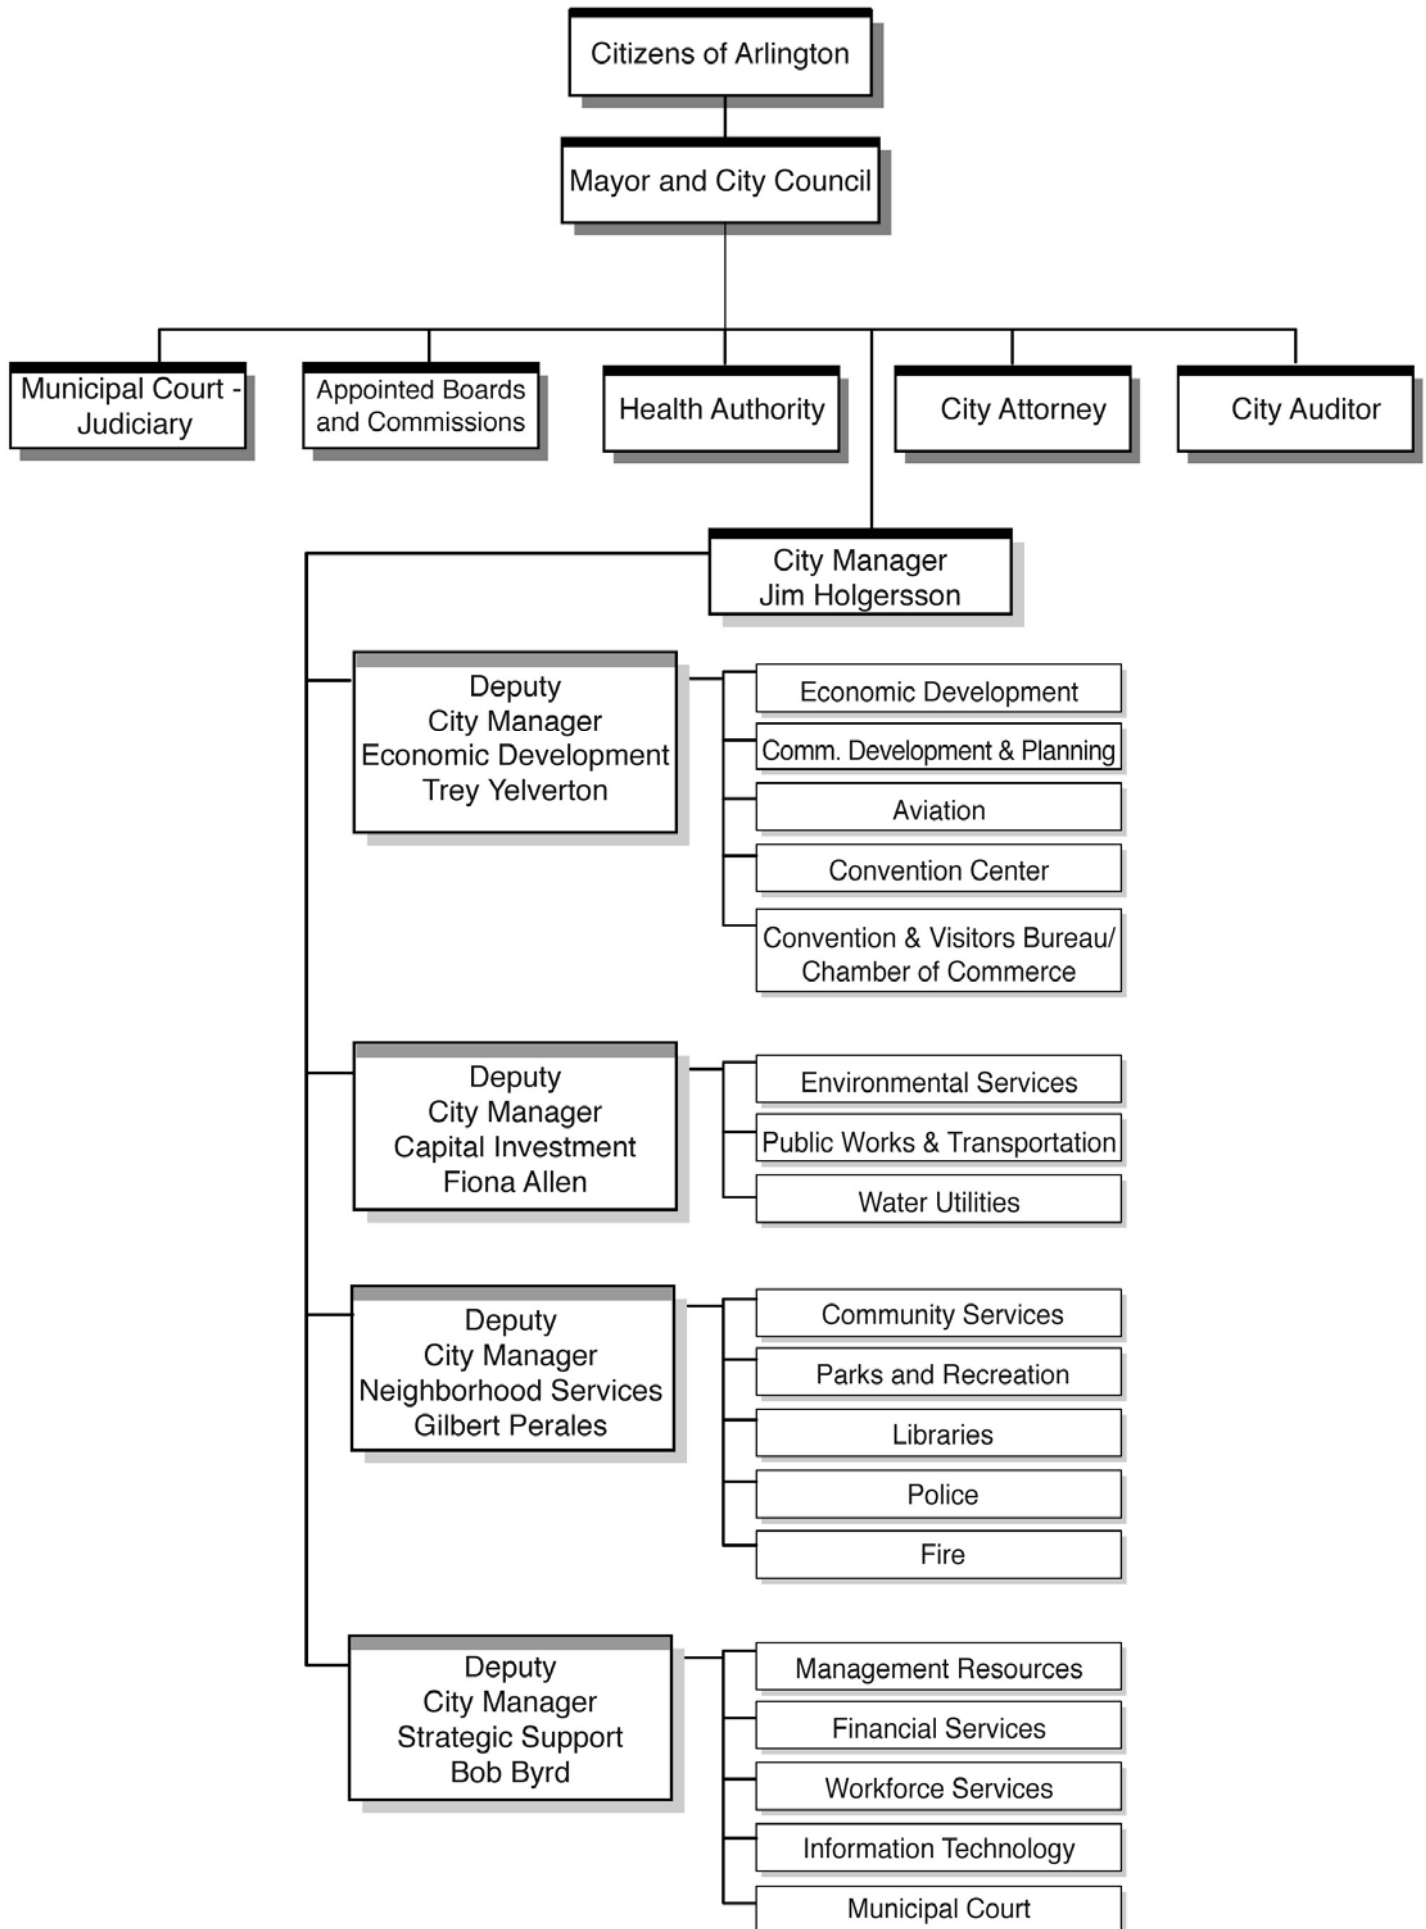 Citizens of Arlington
Mayor and City Council
Municipal Court -
Judiciary
Appointed Boards
and Commissions
Health Authority
City Attorney
City Auditor
City Manager
Jim Holgersson
Deputy
City Manager
Economic Development
Trey Yelverton
Economic Development
Comm. Development & Planning
Aviation
Convention Center
Convention & Visitors Bureau/
Chamber of Commerce
Deputy
City Manager
Capital Investment
Fiona Allen
Environmental Services
Public Works & Transportation
Water Utilities
Deputy
City Manager
Neighborhood Services
Gilbert Perales
Community Services
Parks and Recreation
Libraries
Police
Fire
Deputy
City Manager
Strategic Support
Bob Byrd
Management Resources
Financial Services
Workforce Services
Information Technology
Municipal Court